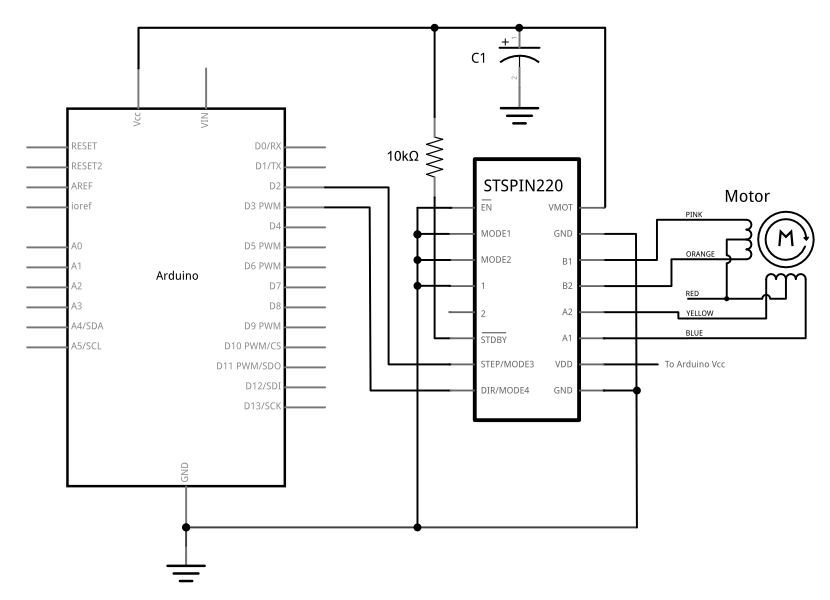 Vcc
VIN
+
1
2
C1
10kΩ
RESET
RESET2
AREF
ioref
A0
A1
A2
A3
A4/SDA
A5/SCL
Arduino
D0/RX
D1/TX
D2
D3 PWM
D4
D5 PWM
D6 PWM
D7
D8
D9 PWM
D10 PWM/CS
D11 PWM/SDO
D12/SDI
D13/SCK
GND
STSPIN220
EN
MODE1
MODE2
1
2
STDBY
STEP/MODE3
DIR/MODE4
VMOT
GND
B1
B2
A2
A1
VDD
GND
Motor
M
PINK
ORANGE
RED
YELLOW
BLUE
To Arduino Vcc